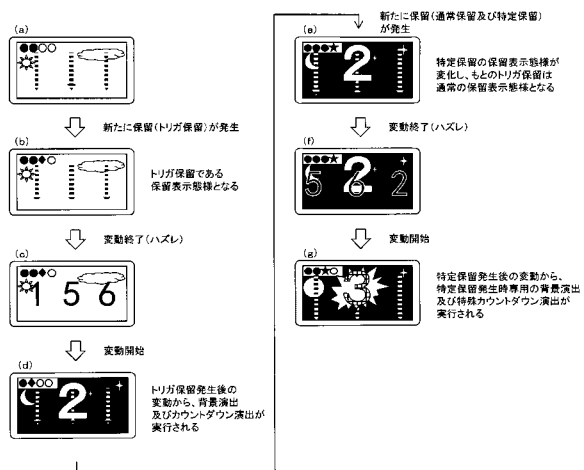 (a)
新たに保留(トリガ保留)が発生
(b)
トリガ保留である
保留表示態様となる
変動終了(ハズレ)
(c)
1 5 6
変動開始
(d)
2
トリガ保留発生後の
変動から、背景演出
及びカウントダウン演出が
実行される
新たに保留(通常保留及び特定保留)
が発生
(e)
2
特定保留の保留表示態様が
変化し、もとのトリガ保留は
通常の保留表示態様となる
変動終了(ハズレ)
(f)
5 6 2
2
変動開始
(g)
3
特定保留発生後の変動から、
特定保留発生時専用の背景演出
及び特殊カウントダウン演出が
実行される